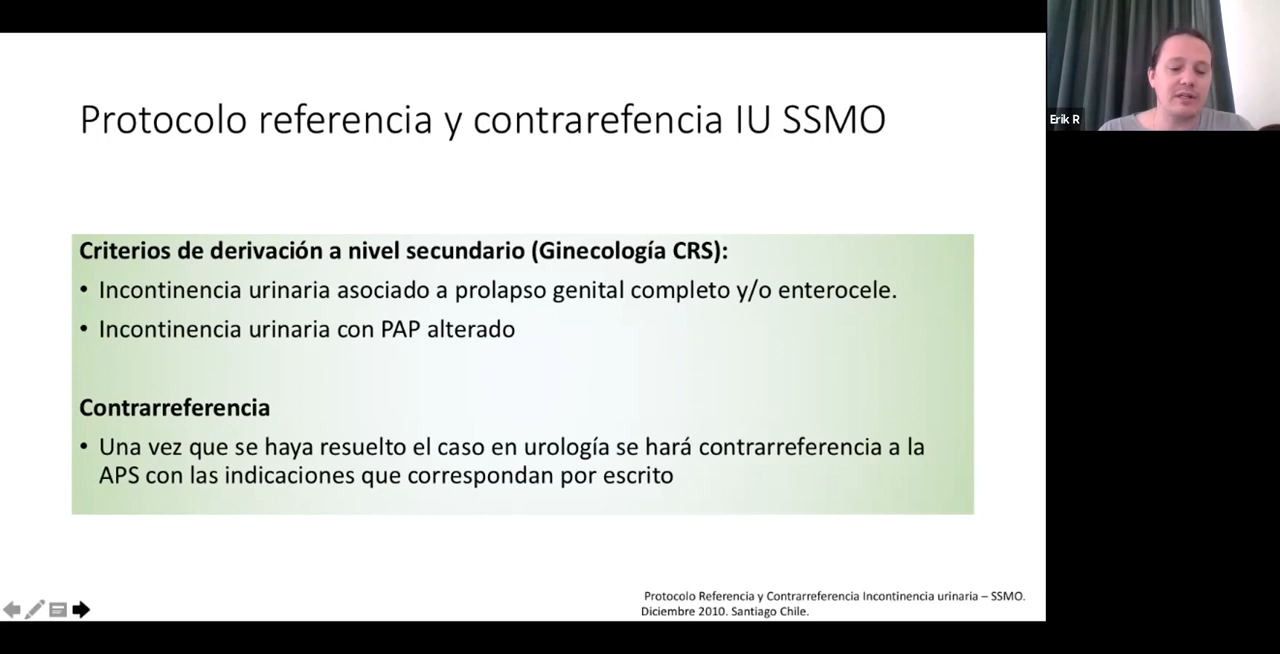 Protocolo referencia y contrarefencia IU SSMO
Erik R
Criterios de derivación a nivel secundario (Ginecología CRS):
• Incontinencia urinaria asociado a prolapso genital completo y/o enterocele.
• Incontinencia urinaria con PAP alterado
Contrarreferencia
• Una vez que se haya resuelto el caso en urología se hará contrarreferencia a la
APS con las indicaciones que correspondan por escrito
Protocolo Referencia y Contrarreferencia Incontinencia urinaria – SSMO.
Diciembre 2010. Santiago Chile.